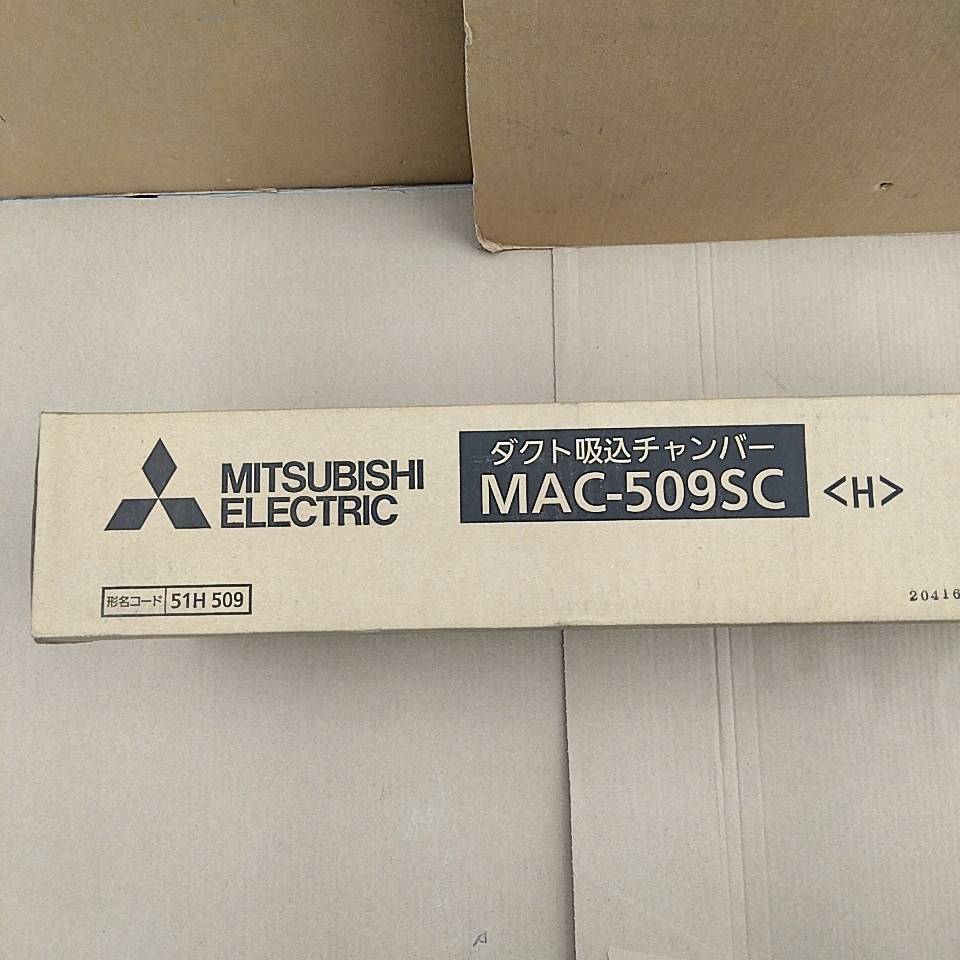 MITSUBISHI
ELECTRIC
ダクト吸込チャンバー
MAC-509SC
<H>
形名コード 51H 509
20416